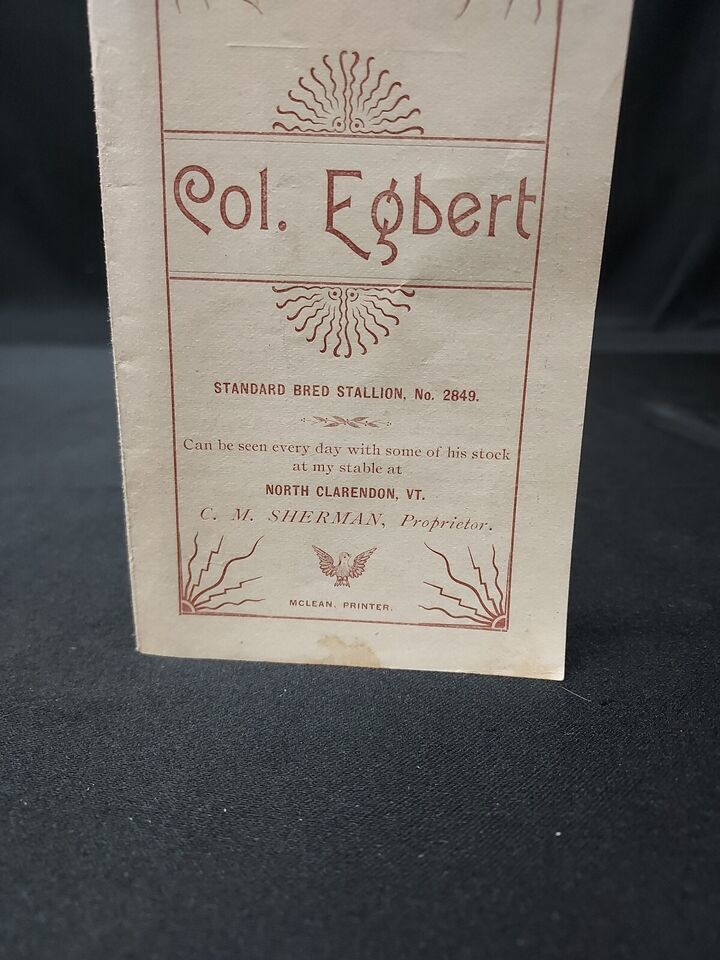 Col. Egbert
STANDARD BRED STALLION, No. 2849.
Can be seen every day with some of his stock
at my stable at
NORTH CLARENDON, VT.
C. M. SHERMAN, Proprietor.
MCLEAN, PRINTER.